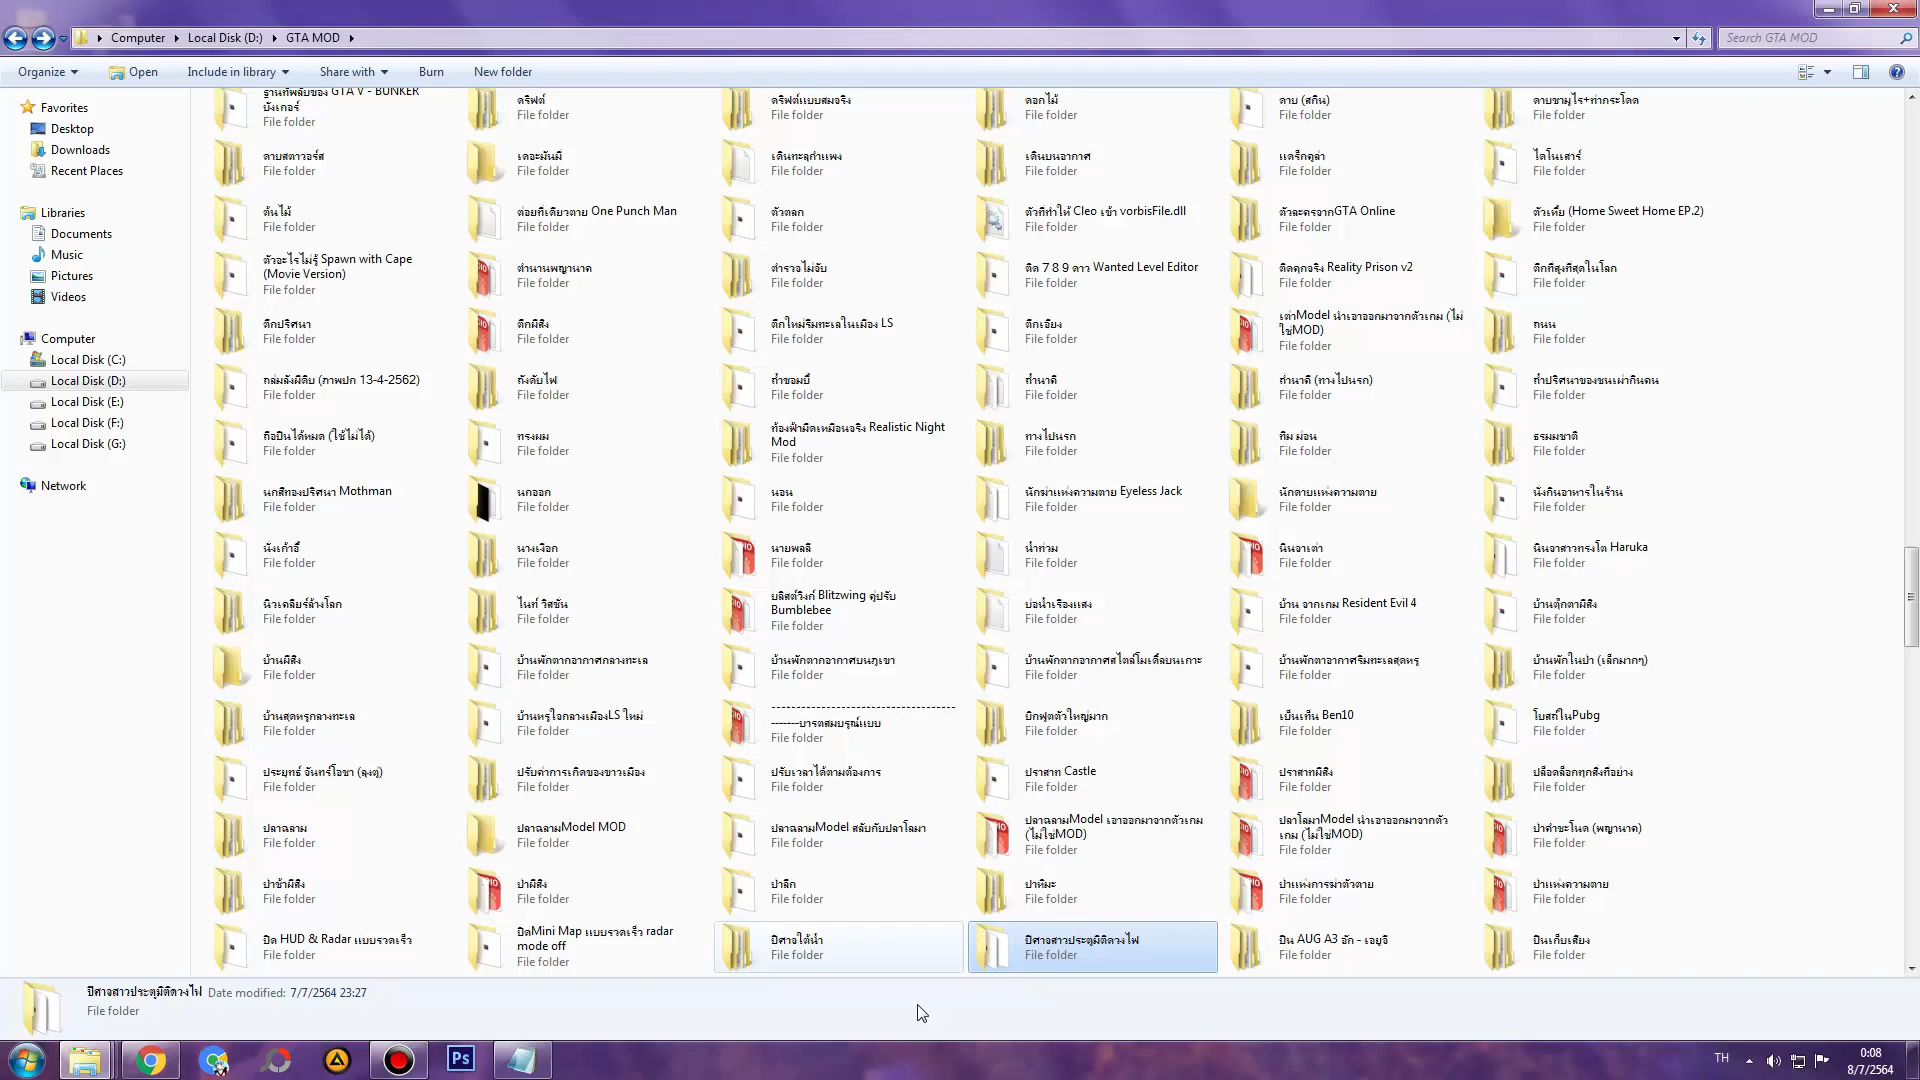 Computer ▸ Local Disk (D:) ▸ GTA MOD ▸
Search GTA MOD
Organize Open Include in library Share with Burn New folder
Favorites
Desktop
Downloads
Recent Places
Libraries
Documents
Music
Pictures
Videos
Computer
Local Disk (C:)
Local Disk (D:)
Local Disk (E:)
Local Disk (F:)
Local Disk (G:)
Network
ฐานทัพลับของ GTA V - BUNKER
บังเกอร์
File folder
ดริฟต์
File folder
ดริฟต์แบบสมจริง
File folder
ดอกไม้
File folder
ดาบ (สกิน)
File folder
ดาบซามูไร+ท่ากระโดด
File folder
ดาบสตาวอร์ส
File folder
เดอะมัมมี่
File folder
เดินทะลุกำแพง
File folder
เดินบนอากาศ
File folder
แดร็กคูล่า
File folder
ไดโนเสาร์
File folder
ต้นไม้
File folder
ต่อยทีเดียวตาย One Punch Man
File folder
ตัวตลก
File folder
ตัวที่ทำให้ Cleo เข้า vorbisFile.dll
File folder
ตัวละครจากGTA Online
File folder
ตัวเหี้ย (Home Sweet Home EP.2)
File folder
ตัวอะไรไม่รู้ Spawn with Cape
(Movie Version)
File folder
ตำนานพญานาค
File folder
ตำรวจไม่จับ
File folder
ติด 7 8 9 ดาว Wanted Level Editor
File folder
ติดคุกจริง Reality Prison v2
File folder
ตึกที่สูงที่สุดในโลก
File folder
ตึกปริศนา
File folder
ตึกผีสิง
File folder
ตึกใหม่ริมทะเลในเมือง LS
File folder
ตึกเอียง
File folder
เต่าModel นำเอาออกมาจากตัวเกม (ไม่
ใช่MOD)
File folder
ถนน
File folder
ถล่มลังผีดิบ (ภาพปก 13-4-2562)
File folder
ถังดับไฟ
File folder
ถ้ำซอมบี้
File folder
ถ้ำนาคี
File folder
ถ้ำนาคี (ทางไปนรก)
File folder
ถ้ำปริศนาของชนเผ่ากินคน
File folder
ถือปืนได้หมด (ใช้ไม่ได้)
File folder
ทรงผม
File folder
ท้องฟ้ามืดเหมือนจริง Realistic Night
Mod
File folder
ทางไปนรก
File folder
ทิม ม่อน
File folder
ธรรมชาติ
File folder
นกสีทองปริศนา Mothman
File folder
นกออก
File folder
นอน
File folder
นักฆ่าแห่งความตาย Eyeless Jack
File folder
นักดาบแห่งความตาย
File folder
นั่งกินอาหารในร้าน
File folder
นั่งเก้าอี้
File folder
นางเงือก
File folder
นายพลลี
File folder
น้ำท่วม
File folder
นินจาเต่า
File folder
นินจาสาวทรงโต Haruka
File folder
นิวเคลียร์ล้างโลก
File folder
ไนท์ วิสชั่น
File folder
บลิสต์วิงก์ Blitzwing คู่ปรับ
Bumblebee
File folder
บ่อน้ำเรืองแสง
File folder
บ้าน จากเกม Resident Evil 4
File folder
บ้านตุ๊กตาผีสิง
File folder
บ้านผีสิง
File folder
บ้านพักตากอากาศกลางทะเล
File folder
บ้านพักตากอากาศบนภูเขา
File folder
บ้านพักตากอากาศสไตล์โมเดิ้ลบนเกาะ
File folder
บ้านพักตาอากาศริมทะเลสุดหรู
File folder
บ้านพักในป่า (เล็กมากๆ)
File folder
บ้านสุดหรูกลางทะเล
File folder
บ้านหรูใจกลางเมืองLS ใหม่
File folder
-------------------------------------
-------บารตสมบรูณ์แบบ
File folder
บิกฟุตตัวใหญ่มาก
File folder
เบ็นเท็น Ben10
File folder
โบสถ์ในPubg
File folder
ประยุทธ์ จันทร์โอชา (ลุงตู่)
File folder
ปรับค่าการเกิดของชาวเมือง
File folder
ปรับเวลาได้ตามต้องการ
File folder
ปราสาท Castle
File folder
ปราสาทผีสิง
File folder
ปล็อดล็อกทุกสิ่งที่อย่าง
File folder
ปลาฉลาม
File folder
ปลาฉลามModel MOD
File folder
ปลาฉลามModel สลับกับปลาโลมา
File folder
ปลาฉลามModel เอาออกมาจากตัวเกม
(ไม่ใช่MOD)
File folder
ปลาโลมาModel นำเอาออกมาจากตัว
เกม (ไม่ใช่MOD)
File folder
ป่าคำชะโนด (พญานาค)
File folder
ป่าช้าผีสิง
File folder
ป่าผีสิง
File folder
ป่าลึก
File folder
ป่าหิมะ
File folder
ป่าแห่งการฆ่าตัวตาย
File folder
ป่าแห่งความตาย
File folder
ปิด HUD & Radar แบบรวดเร็ว
File folder
ปิดMini Map แบบรวดเร็ว radar
mode off
File folder
ปีศาจใต้น้ำ
File folder
ปีศาจสาวประตูมิติดวงไฟ
File folder
ปืน AUG A3 อัก - เอยูจี
File folder
ปืนเก็บเสียง
File folder
ปีศาจสาวประตูมิติดวงไฟ Date modified: 7/7/2564 23:27
File folder
Ps
TH
0:08
8/7/2564